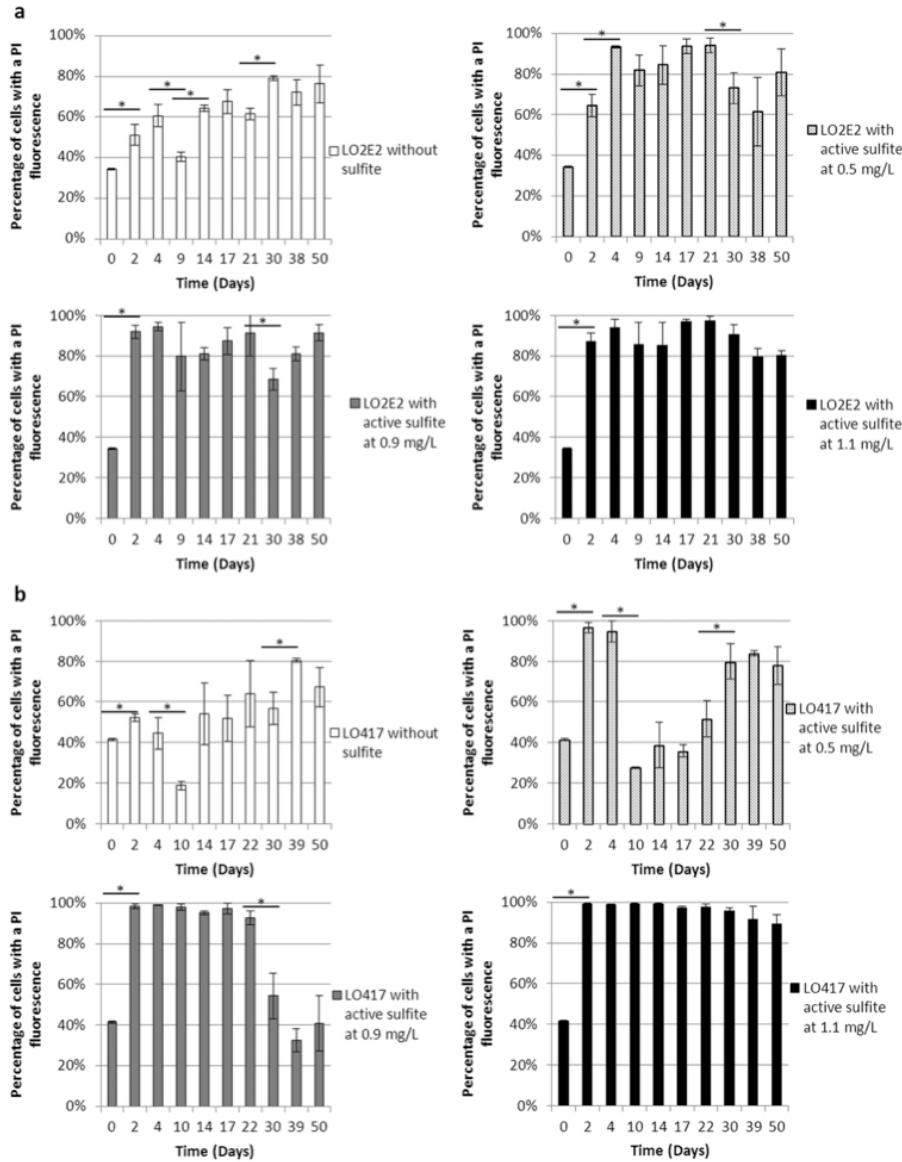 a
Percentage of cells with a PI
fluorescence
100%
80%
60%
40%
20%
0%
* * * *
0 2 4 9 14 17 21 30 38 50
Time (Days)
LO2E2 without
sulfite
Percentage of cells with a PI
fluorescence
100%
80%
60%
40%
20%
0%
* * *
0 2 4 9 14 17 21 30 38 50
Time (Days)
LO2E2 with
active sulfite
at 0.5 mg/L
Percentage of cells with a PI
fluorescence
100%
80%
60%
40%
20%
0%
* *
0 2 4 9 14 17 21 30 38 50
Time (Days)
LO2E2 with
active sulfite
at 0.9 mg/L
Percentage of cells with a PI
fluorescence
100%
80%
60%
40%
20%
0%
*
0 2 4 9 14 17 21 30 38 50
Time (Days)
LO2E2 with
active sulfite
at 1.1 mg/L
b
Percentage of cells with a PI
fluorescence
100%
80%
60%
40%
20%
0%
* * *
0 2 4 10 14 17 22 30 39 50
Time (Days)
LO417 without
sulfite
Percentage of cells with a PI
fluorescence
100%
80%
60%
40%
20%
0%
* * *
0 2 4 10 14 17 22 30 39 50
Time (Days)
LO417 with
active sulfite
at 0.5 mg/L
Percentage of cells with a PI
fluorescence
100%
80%
60%
40%
20%
0%
* *
0 2 4 10 14 17 22 30 39 50
Time (Days)
LO417 with
active sulfite
at 0.9 mg/L
Percentage of cells with a PI
fluorescence
100%
80%
60%
40%
20%
0%
*
0 2 4 10 14 17 22 30 39 50
Time (Days)
LO417 with
active sulfite
at 1.1 mg/L